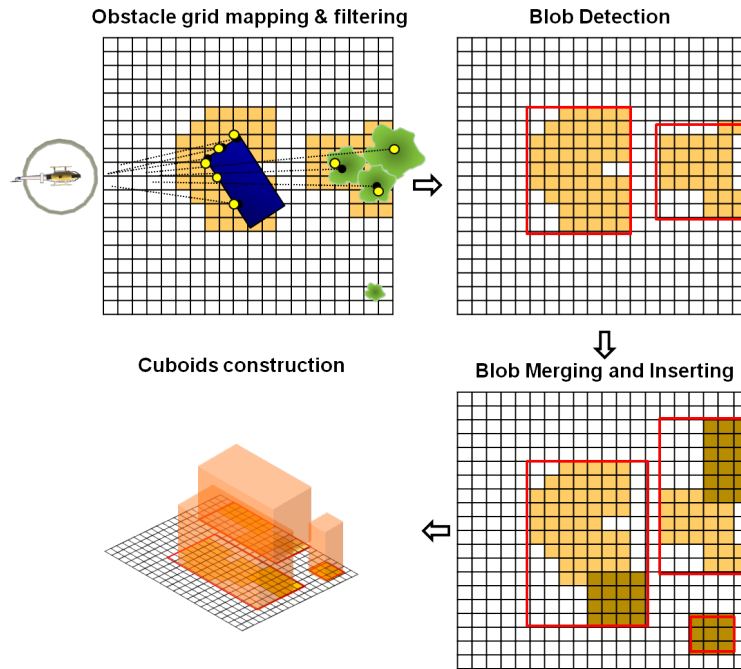 Obstacle grid mapping & filtering
Blob Detection
Cuboids construction
Blob Merging and Inserting